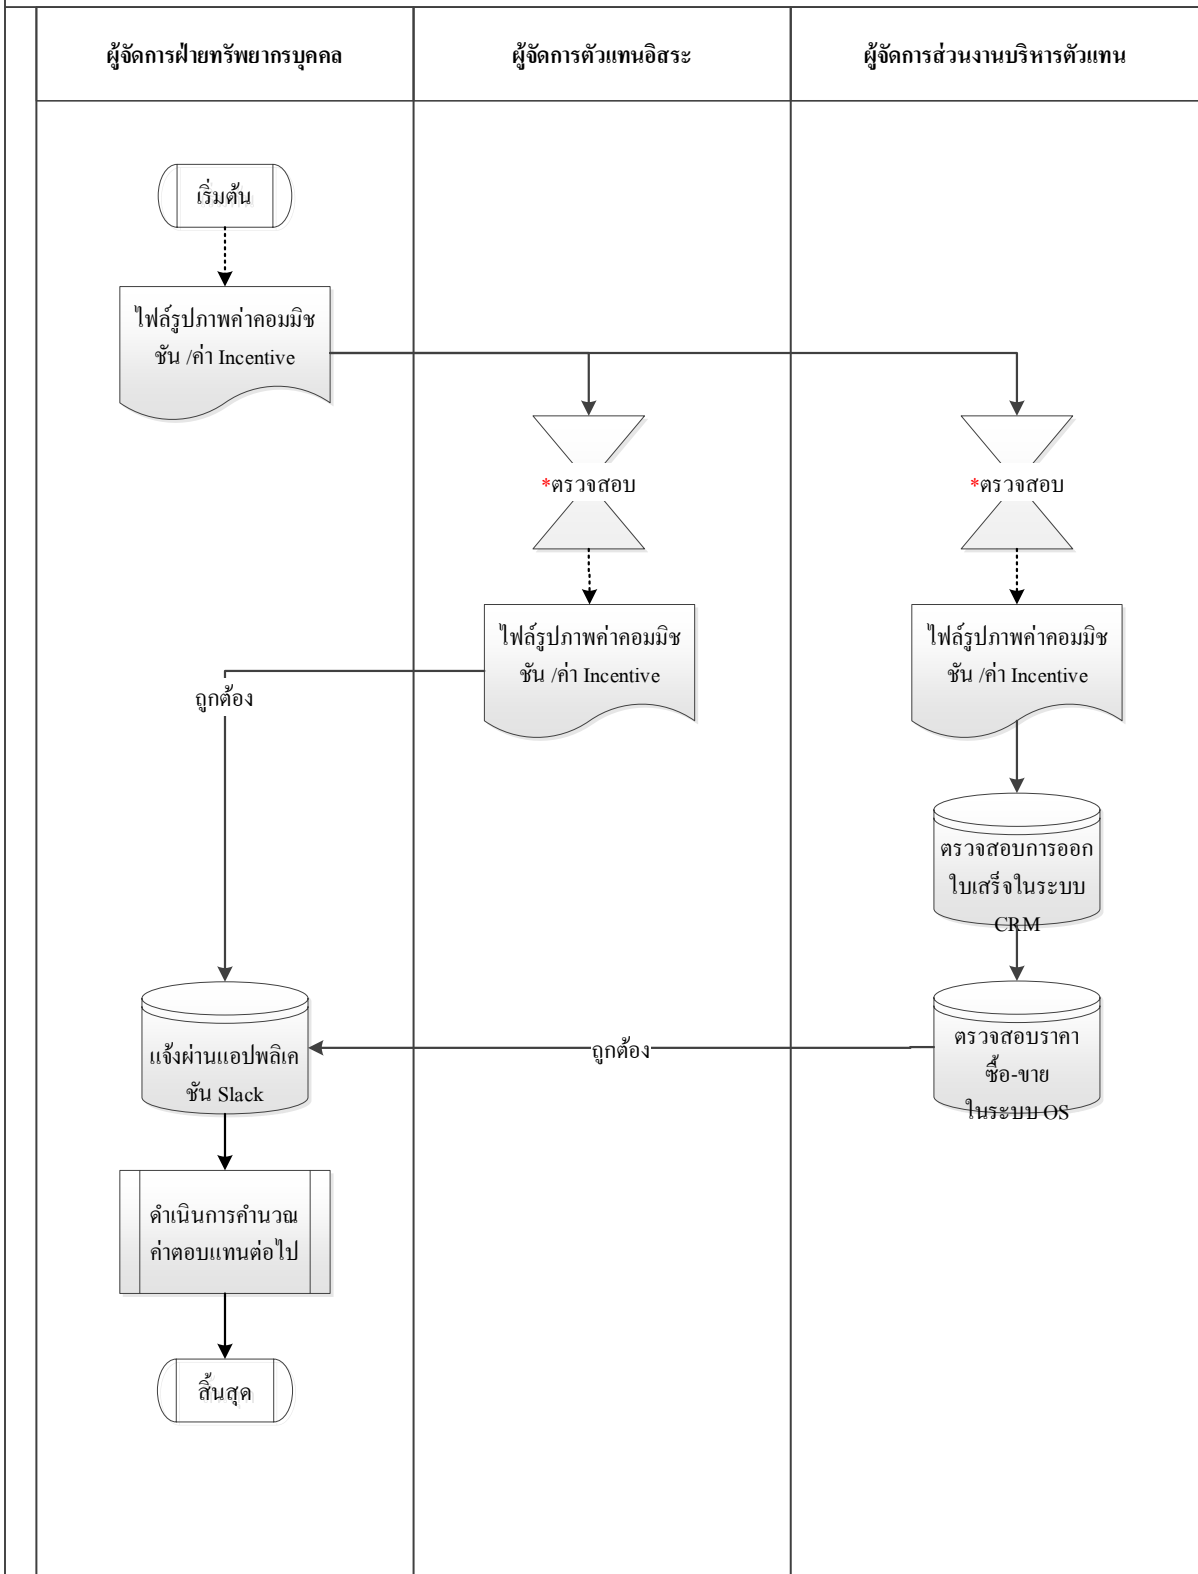 ผู้จัดการฝ่ายทรัพยากรบุคคล
ผู้จัดการตัวแทนอิสระ
ผู้จัดการส่วนงานบริหารตัวแทน
เริ่มต้น
ไฟล์รูปภาพค่าคอมมิช
ชัน /ค่า Incentive
*ตรวจสอบ
*ตรวจสอบ
ไฟล์รูปภาพค่าคอมมิช
ชัน /ค่า Incentive
ไฟล์รูปภาพค่าคอมมิช
ชัน /ค่า Incentive
ถูกต้อง
ตรวจสอบการออก
ใบเสร็จในระบบ
CRM
แจ้งผ่านแอปพลิเค
ชัน Slack
ถูกต้อง
ตรวจสอบราคา
ซื้อ-ขาย
ในระบบ OS
ดำเนินการคำนวณ
ค่าตอบแทนต่อไป
สิ้นสุด